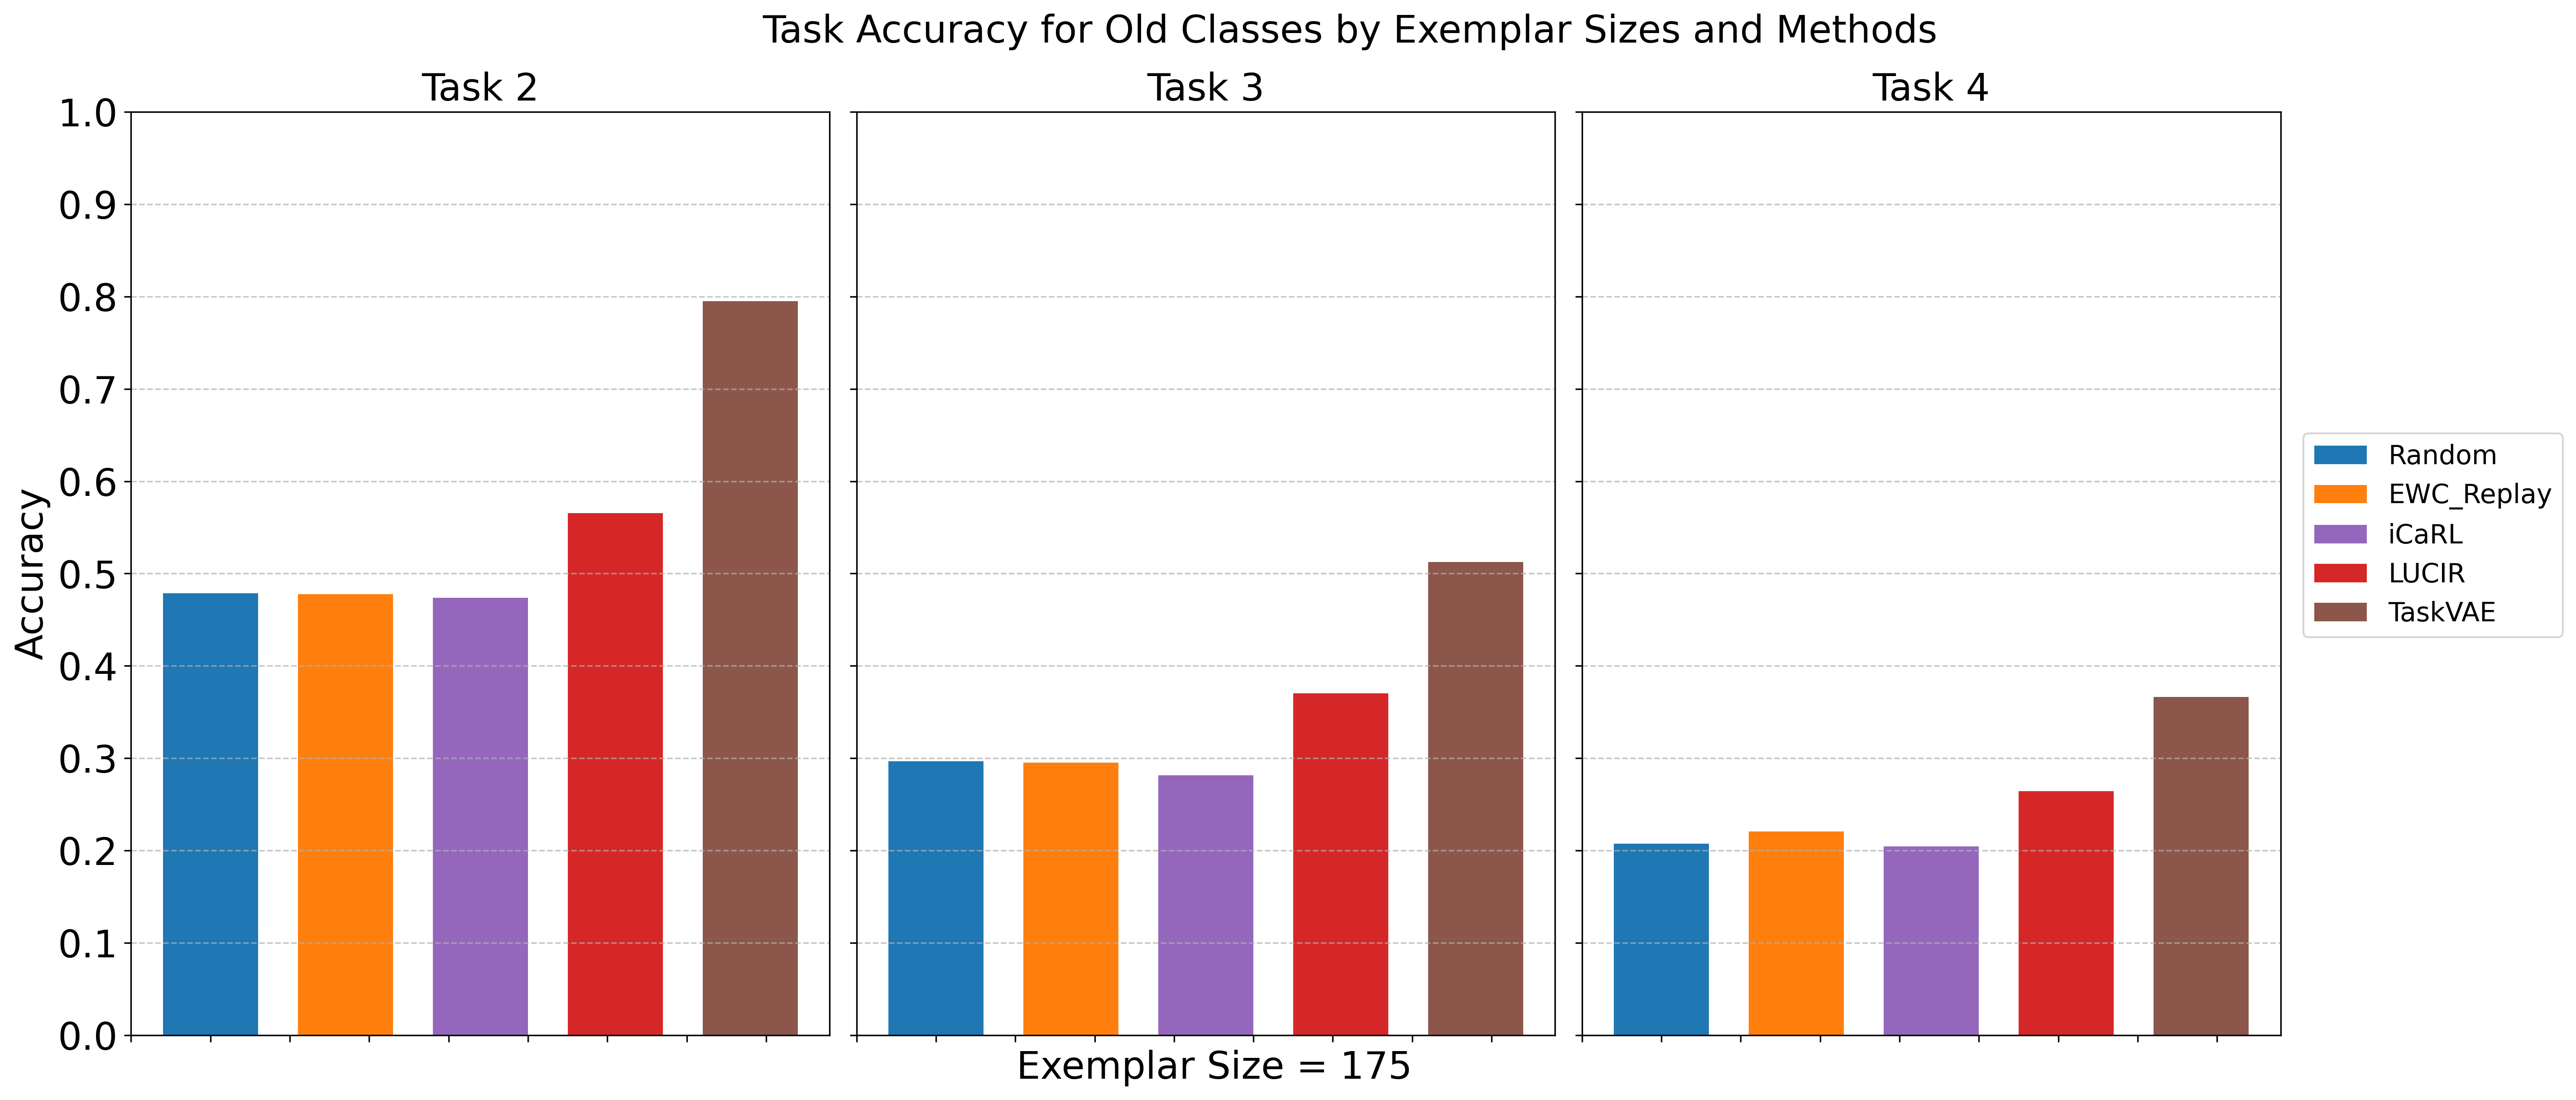 Task Accuracy for Old Classes by Exemplar Sizes and Methods
Task 2
Task 3
Task 4
Accuracy
1.0
0.9
0.8
0.7
0.6
0.5
0.4
0.3
0.2
0.1
0.0
Exemplar Size = 175
Random
EWC_Replay
iCaRL
LUCIR
TaskVAE